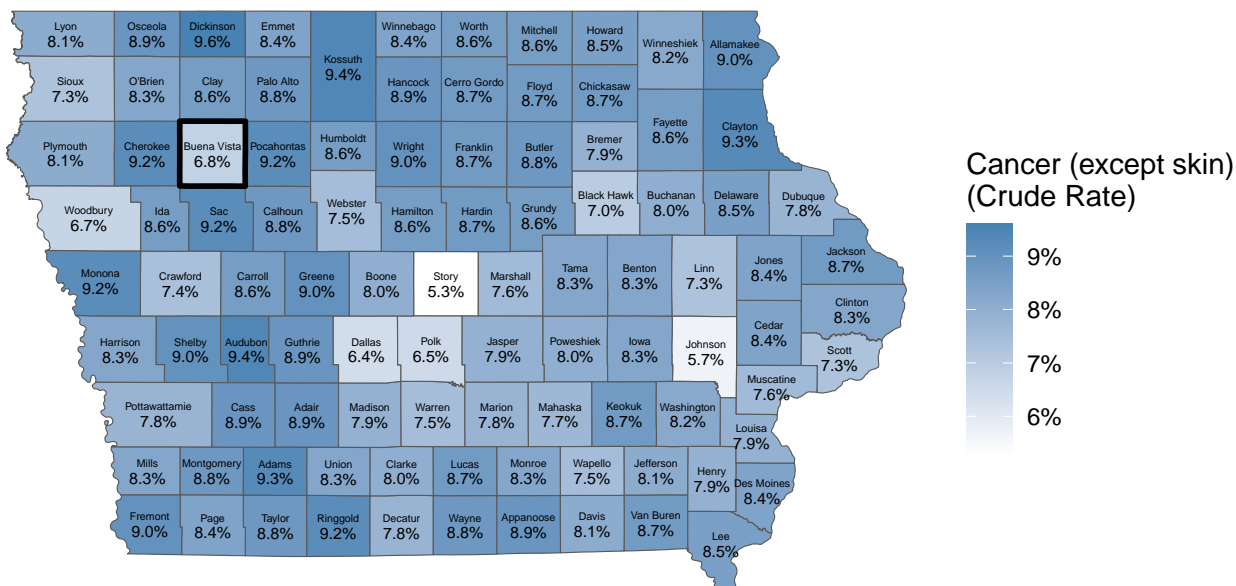 Lyon
8.1%
Osceola
8.9%
Dickinson
9.6%
Emmet
8.4%
Kossuth
9.4%
Winnebago
8.4%
Worth
8.6%
Mitchell
8.6%
Howard
8.5%
Winneshiek
8.2%
Allamakee
9.0%
Sioux
7.3%
O'Brien
8.3%
Clay
8.6%
Palo Alto
8.8%
Hancock
8.9%
Cerro Gordo
8.7%
Floyd
8.7%
Chickasaw
8.7%
Fayette
8.6%
Clayton
9.3%
Plymouth
8.1%
Cherokee
9.2%
Buena Vista
6.8%
Pocahontas
9.2%
Humboldt
8.6%
Wright
9.0%
Franklin
8.7%
Butler
8.8%
Bremer
7.9%
Woodbury
6.7%
Ida
8.6%
Sac
9.2%
Calhoun
8.8%
Webster
7.5%
Hamilton
8.6%
Hardin
8.7%
Grundy
8.6%
Black Hawk
7.0%
Buchanan
8.0%
Delaware
8.5%
Dubuque
7.8%
Monona
9.2%
Crawford
7.4%
Carroll
8.6%
Greene
9.0%
Boone
8.0%
Story
5.3%
Marshall
7.6%
Tama
8.3%
Benton
8.3%
Linn
7.3%
Jones
8.4%
Jackson
8.7%
Clinton
8.3%
Harrison
8.3%
Shelby
9.0%
Audubon
9.4%
Guthrie
8.9%
Dallas
6.4%
Polk
6.5%
Jasper
7.9%
Poweshiek
8.0%
Iowa
8.3%
Johnson
5.7%
Cedar
8.4%
Scott
7.3%
Muscatine
7.6%
Pottawattamie
7.8%
Cass
8.9%
Adair
8.9%
Madison
7.9%
Warren
7.5%
Marion
7.8%
Mahaska
7.7%
Keokuk
8.7%
Washington
8.2%
Louisa
7.9%
Mills
8.3%
Montgomery
8.8%
Adams
9.3%
Union
8.3%
Clarke
8.0%
Lucas
8.7%
Monroe
8.3%
Wapello
7.5%
Jefferson
8.1%
Henry
7.9%
Des Moines
8.4%
Fremont
9.0%
Page
8.4%
Taylor
8.8%
Ringgold
9.2%
Decatur
7.8%
Wayne
8.8%
Appanoose
8.9%
Davis
8.1%
Van Buren
8.7%
Lee
8.5%
Cancer (except skin)
(Crude Rate)
9%
8%
7%
6%